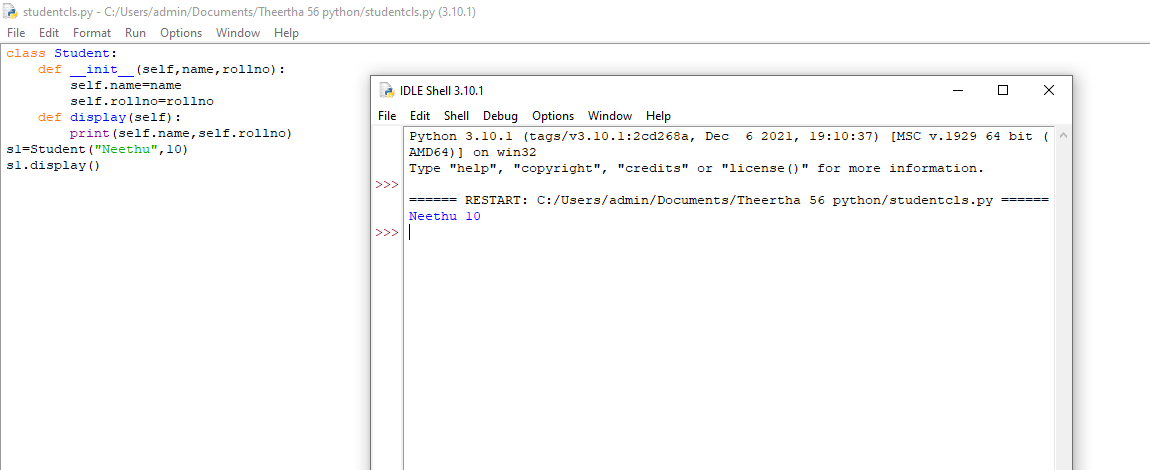 studentcls.py - C:/Users/admin/Documents/Theertha 56 python/studentcls.py (3.10.1)
File Edit Format Run Options Window Help
class Student:
    def __init__(self,name,rollno):
        self.name=name
        self.rollno=rollno
    def display(self):
        print(self.name,self.rollno)
s1=Student("Neethu",10)
s1.display()
IDLE Shell 3.10.1
File Edit Shell Debug Options Window Help
Python 3.10.1 (tags/v3.10.1:2cd268a, Dec  6 2021, 19:10:37) [MSC v.1929 64 bit (
AMD64)] on win32
Type "help", "copyright", "credits" or "license()" for more information.
>>>
====== RESTART: C:/Users/admin/Documents/Theertha 56 python/studentcls.py ======
Neethu 10
>>>